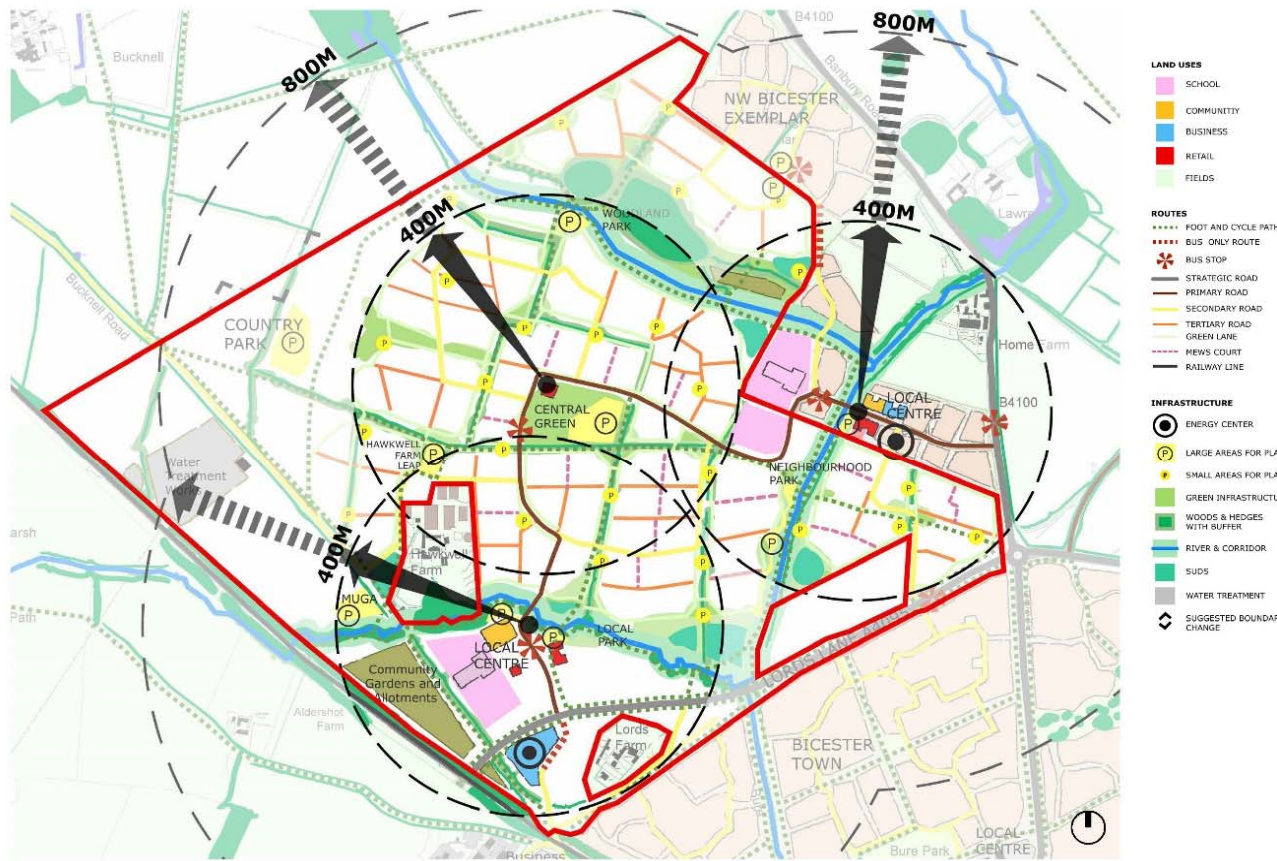 800M
800M
B4100
Banbury Road
Bucknell
NW BICESTER
EXEMPLAR
400M
400M
WOODLAND
PARK
Bucknell Road
COUNTRY
PARK
Home Farm
CENTRAL
GREEN
LOCAL
CENTRE
B4100
HAWKWELL
FARM
LEAP
Water
Treatment
Works
NEIGHBOURHOOD
PARK
400M
Hawkwell
Farm
MUGA
LOCAL
PARK
LOCAL
CENTRE
Community
Gardens and
Allotments
Path
Aldershot
Farm
LORDS LANE A4095
Lords
Farm
BICESTER
TOWN
LOCAL
CENTRE
Bure Park
Business
LAND USES
SCHOOL
COMMUNITIY
BUSINESS
RETAIL
FIELDS
ROUTES
FOOT AND CYCLE PATH
BUS ONLY ROUTE
BUS STOP
STRATEGIC ROAD
PRIMARY ROAD
SECONDARY ROAD
TERTIARY ROAD
GREEN LANE
MEWS COURT
RAILWAY LINE
INFRASTRUCTURE
ENERGY CENTER
P LARGE AREAS FOR PLA
P SMALL AREAS FOR PLA
GREEN INFRASTRUCTU
WOODS & HEDGES
WITH BUFFER
RIVER & CORRIDOR
SUDS
WATER TREATMENT
SUGGESTED BOUNDAR
CHANGE